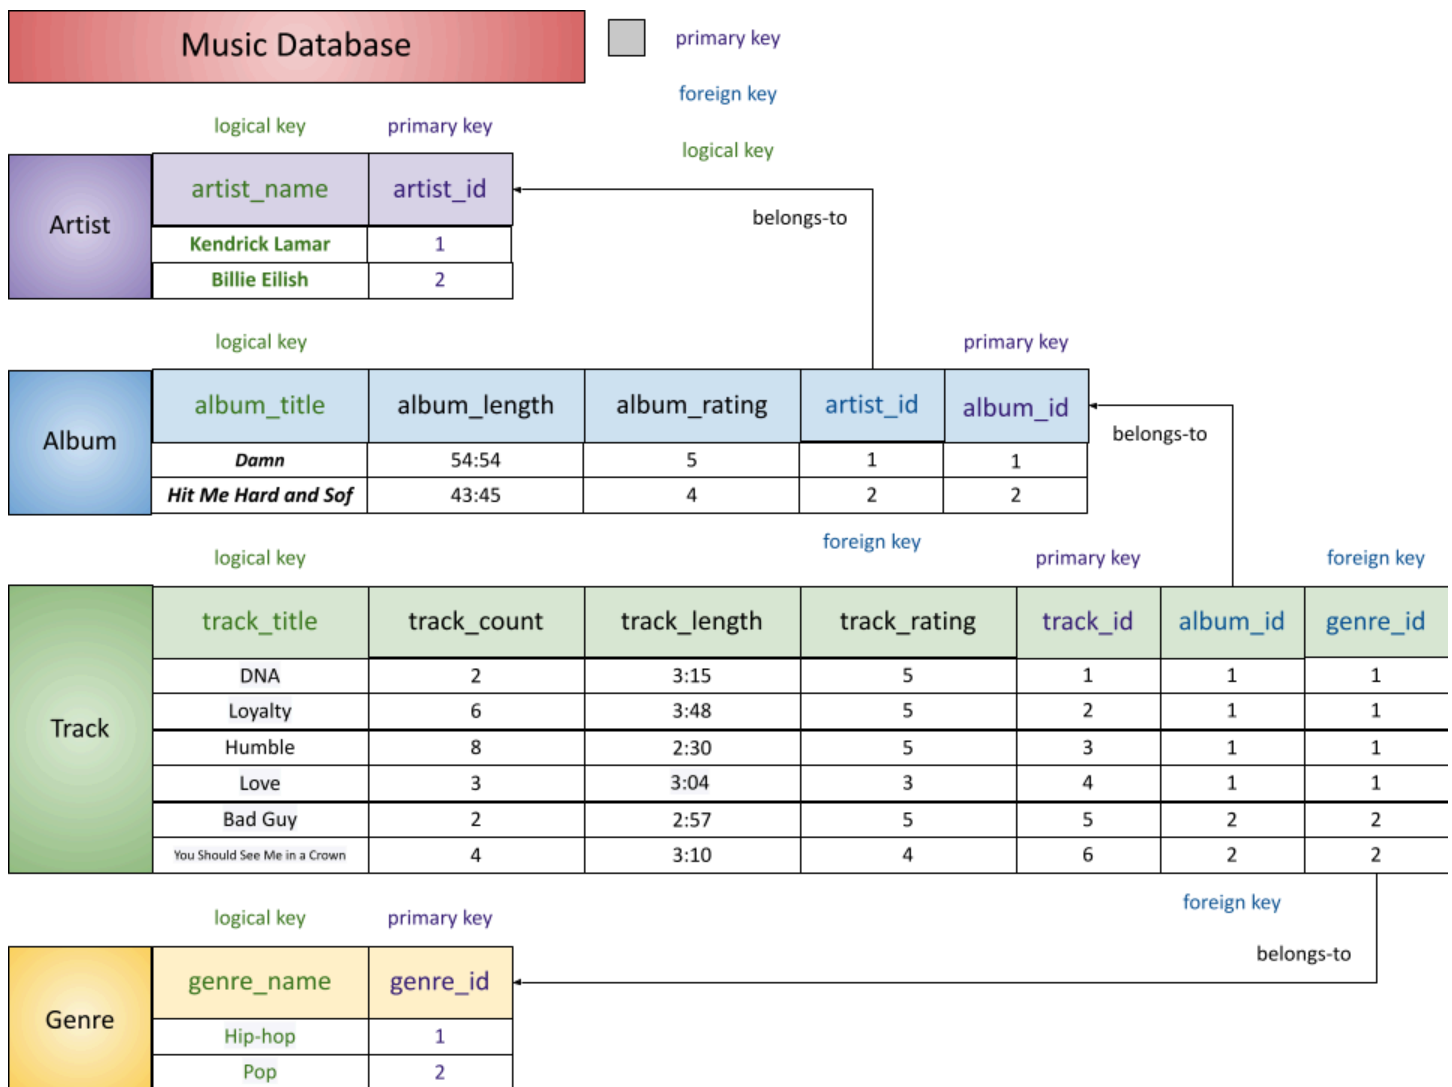 Music Database
primary key
foreign key
logical key
logical key primary key
Artist
artist_name artist_id
Kendrick Lamar 1
Billie Eilish 2
belongs-to
logical key primary key
Album
album_title album_length album_rating artist_id album_id
Damn 54:54 5 1 1
Hit Me Hard and Sof 43:45 4 2 2
belongs-to
foreign key
logical key primary key foreign key
Track
track_title track_count track_length track_rating track_id album_id genre_id
DNA 2 3:15 5 1 1 1
Loyalty 6 3:48 5 2 1 1
Humble 8 2:30 5 3 1 1
Love 3 3:04 3 4 1 1
Bad Guy 2 2:57 5 5 2 2
You Should See Me in a Crown 4 3:10 4 6 2 2
foreign key
logical key primary key
belongs-to
Genre
genre_name genre_id
Hip-hop 1
Pop 2